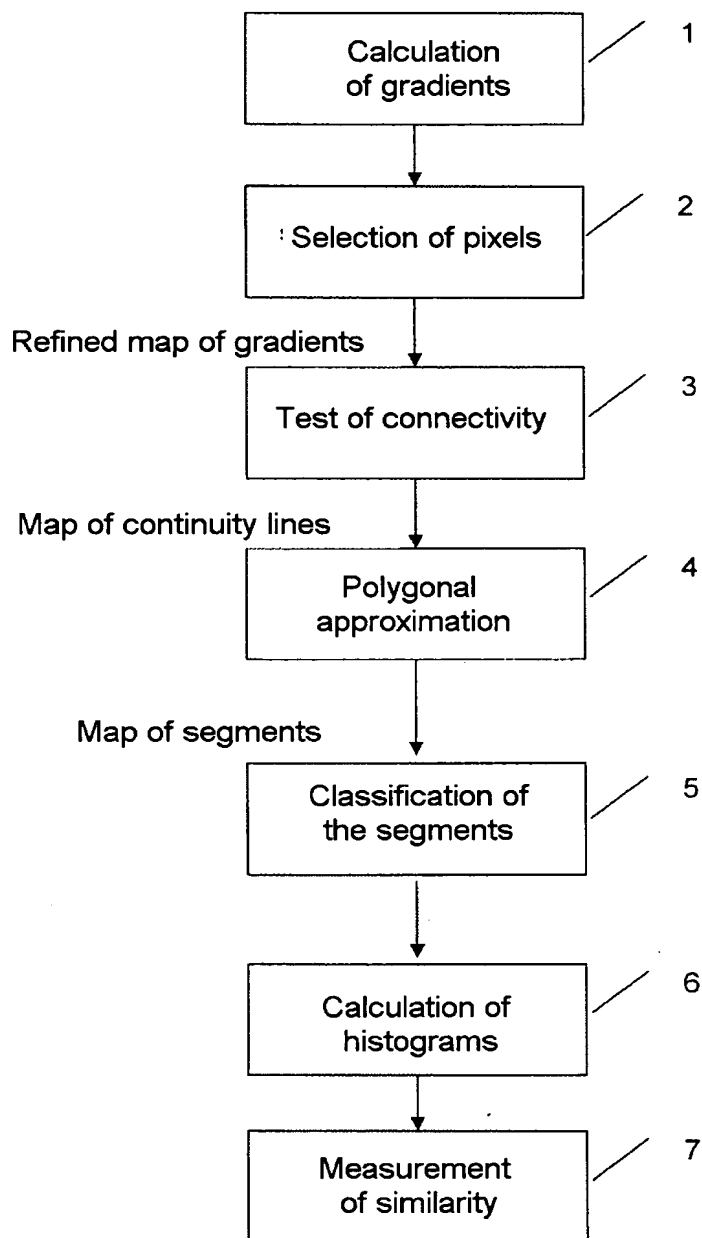 Calculation
of gradients
1
Selection of pixels
2
Refined map of gradients
Test of connectivity
3
Map of continuity lines
Polygonal
approximation
4
Map of segments
Classification of
the segments
5
Calculation of
histograms
6
Measurement
of similarity
7